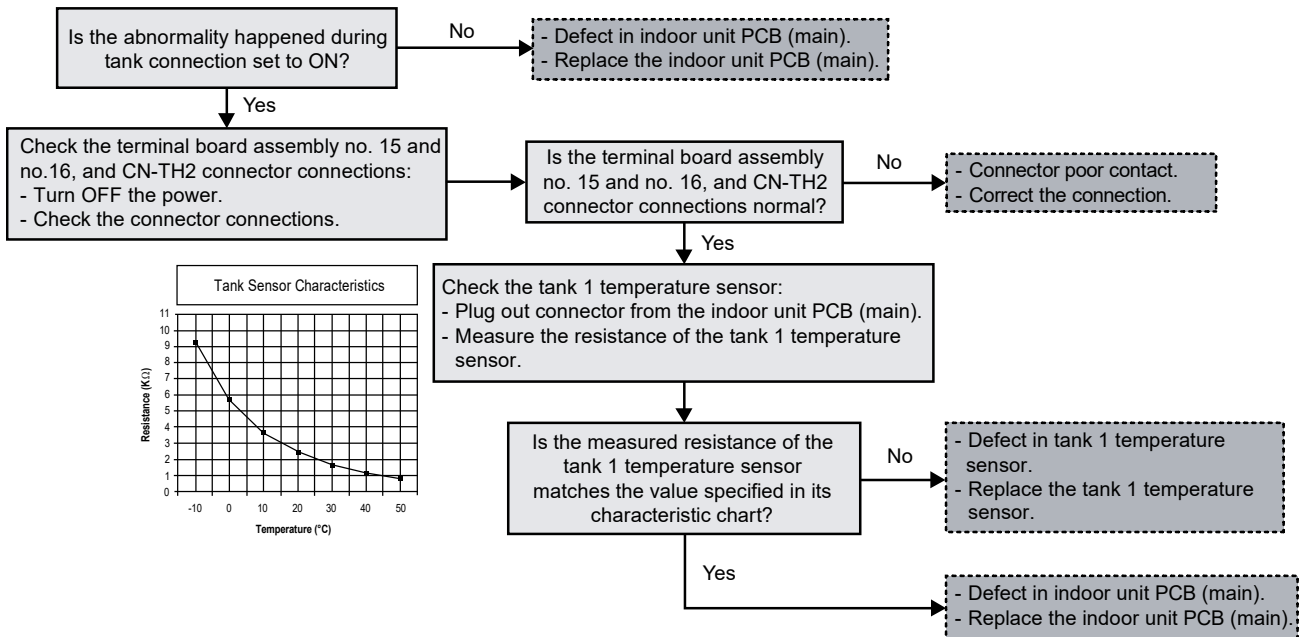 Is the abnormality happened during
tank connection set to ON?
No
- Defect in indoor unit PCB (main).
- Replace the indoor unit PCB (main).
Yes
Check the terminal board assembly no. 15 and
no.16, and CN-TH2 connector connections:
- Turn OFF the power.
- Check the connector connections.
Is the terminal board assembly
no. 15 and no. 16, and CN-TH2
connector connections normal?
No
- Connector poor contact.
- Correct the connection.
Yes
Check the tank 1 temperature sensor:
- Plug out connector from the indoor unit PCB (main).
- Measure the resistance of the tank 1 temperature
sensor.
Tank Sensor Characteristics
11
10
9
8
7
6
5
4
3
2
1
0
Resistance (KΩ)
-10 0 10 20 30 40 50
Temperature (°C)
Is the measured resistance of the
tank 1 temperature sensor
matches the value specified in its
characteristic chart?
No
- Defect in tank 1 temperature
sensor.
- Replace the tank 1 temperature
sensor.
Yes
- Defect in indoor unit PCB (main).
- Replace the indoor unit PCB (main).